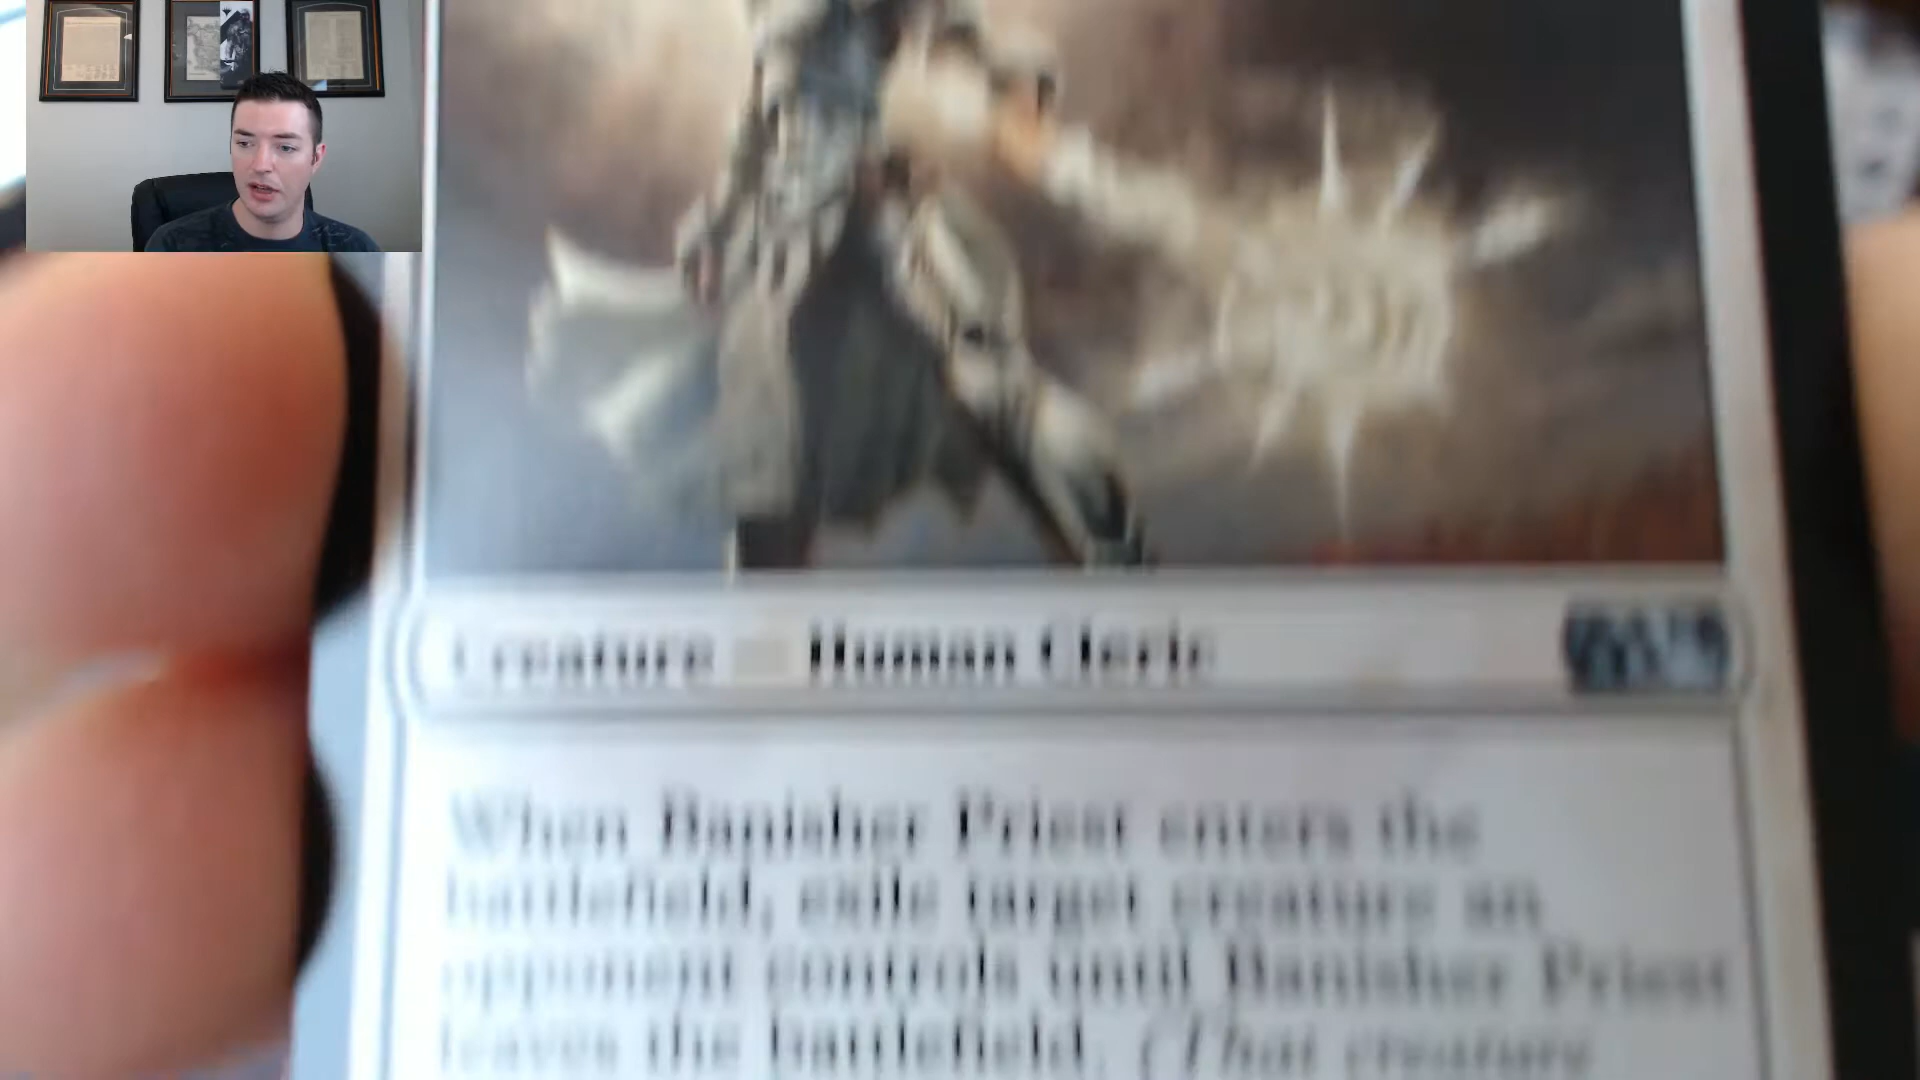 Creature Human Cleric
When Banisher Priest enters the
battlefield, exile target creature an
opponent controls until Banisher Priest
leaves the battlefield. (That creature